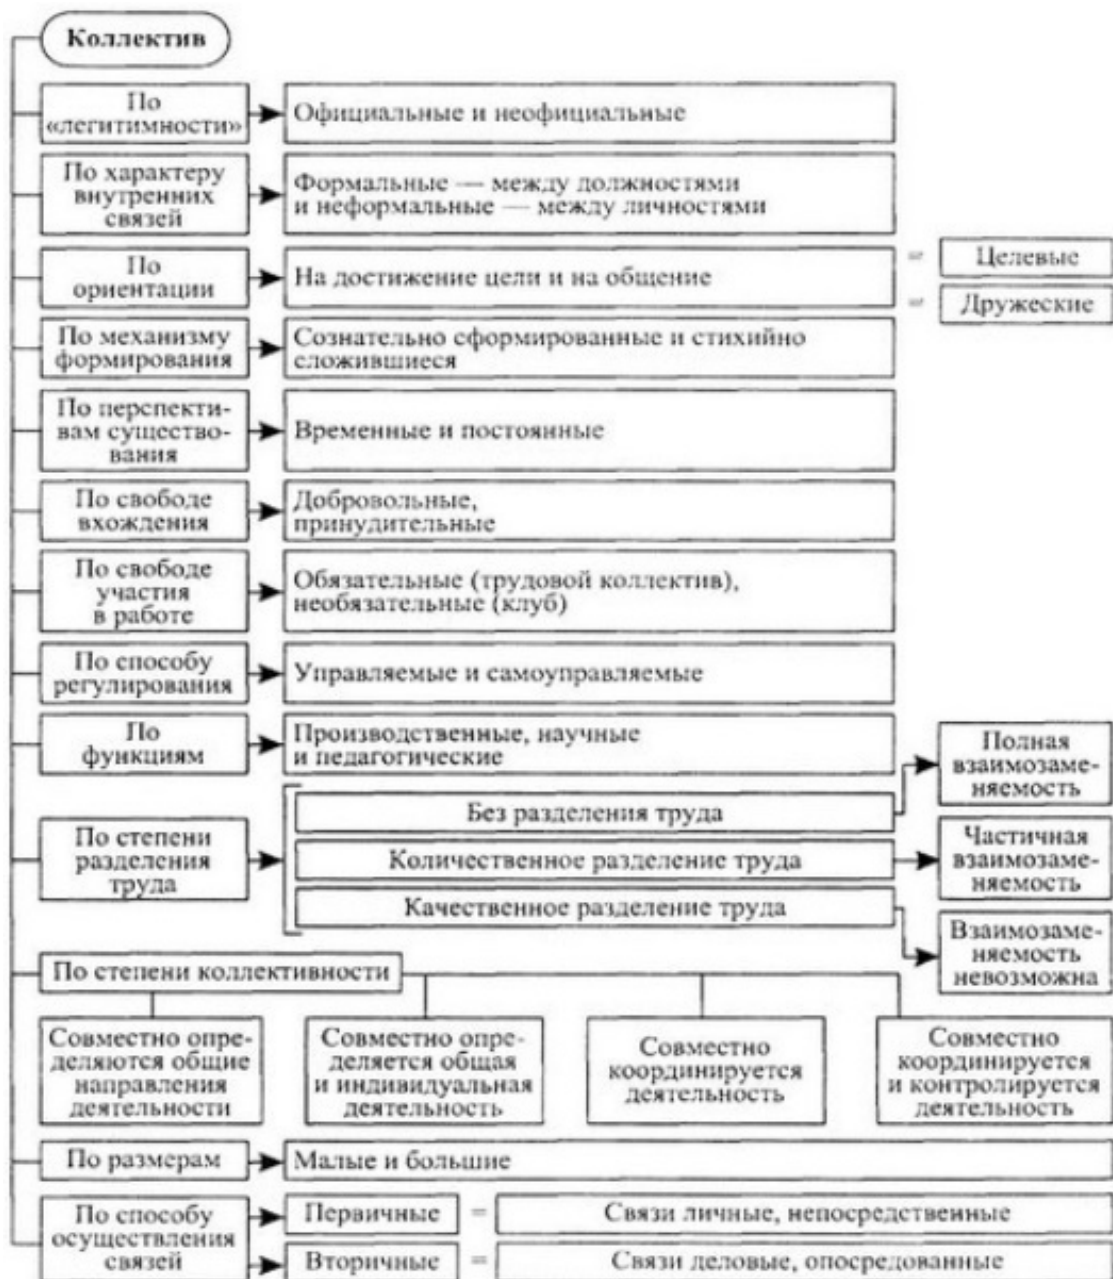 Коллектив
По
«легитимности»
Официальные и неофициальные
По характеру
внутренних
связей
Формальные — между должностями
и неформальные — между личностями
По
ориентации
На достижение цели и на общение
= Целевые
= Дружеские
По механизму
формирования
Сознательно сформированные и стихийно
сложившиеся
По перспекти-
вам существо-
вания
Временные и постоянные
По свободе
вхождения
Добровольные,
принудительные
По свободе
участия
в работе
Обязательные (трудовой коллектив),
необязательные (клуб)
По способу
регулирования
Управляемые и самоуправляемые
По
функциям
Производственные, научные
и педагогические
По степени
разделения
труда
Без разделения труда
Полная
взаимозаме-
няемость
Количественное разделение труда
Частичная
взаимозаме-
няемость
Качественное разделение труда
Взаимозаме-
няемость
невозможна
По степени коллективности
Совместно опре-
деляются общие
направления
деятельности
Совместно опре-
деляется общая
и индивидуальная
деятельность
Совместно
координируется
деятельность
Совместно
координируется
и контролируется
деятельность
По размерам
Малые и большие
По способу
осуществления
связей
Первичные = Связи личные, непосредственные
Вторичные = Связи деловые, опосредованные